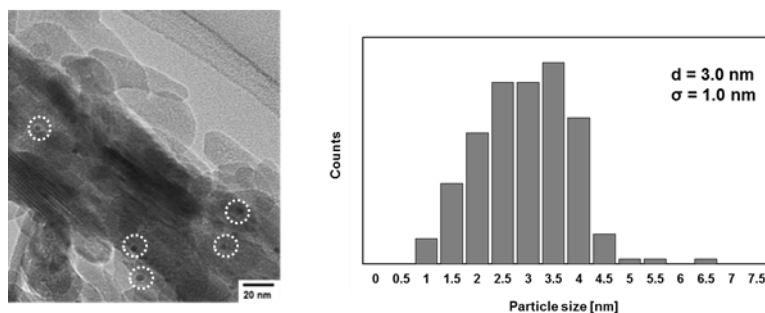 20 nm
d = 3.0 nm
σ = 1.0 nm
Counts
0 0.5 1 1.5 2 2.5 3 3.5 4 4.5 5 5.5 6 6.5 7 7.5
Particle size [nm]